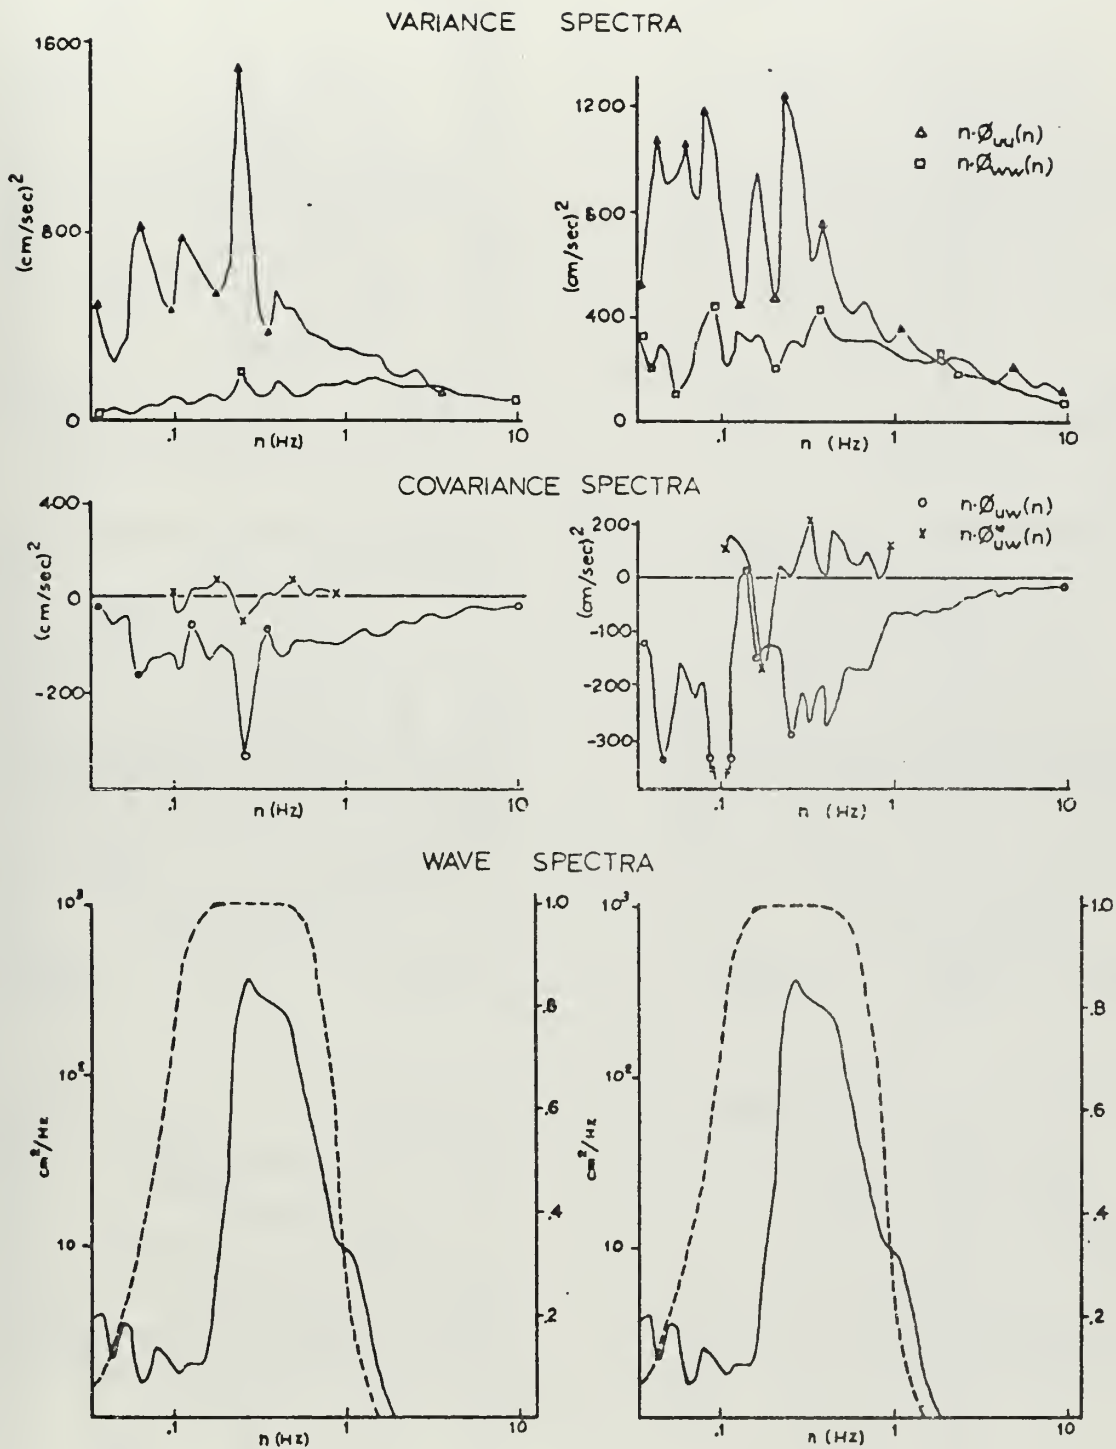 VARIANCE SPECTRA
1600
800
0
(cm/sec)²
.1 1 10
n (Hz)
1200
800
400
0
(cm/sec)²
.1 1 10
n (Hz)
△ n·Ø_uu(n)
□ n·Ø_ww(n)
COVARIANCE SPECTRA
400
0
-200
(cm/sec)²
.1 1 10
n (Hz)
200
0
-100
-200
-300
(cm/sec)²
.1 1 10
n (Hz)
○ n·Ø_uw(n)
x n·Ø*_uw(n)
WAVE SPECTRA
10³
10²
10
cm²/Hz
1.0
.8
.6
.4
.2
.1 1 10
n (Hz)
10³
10²
10
cm²/Hz
1.0
.8
.6
.4
.2
.1 1 10
n (Hz)